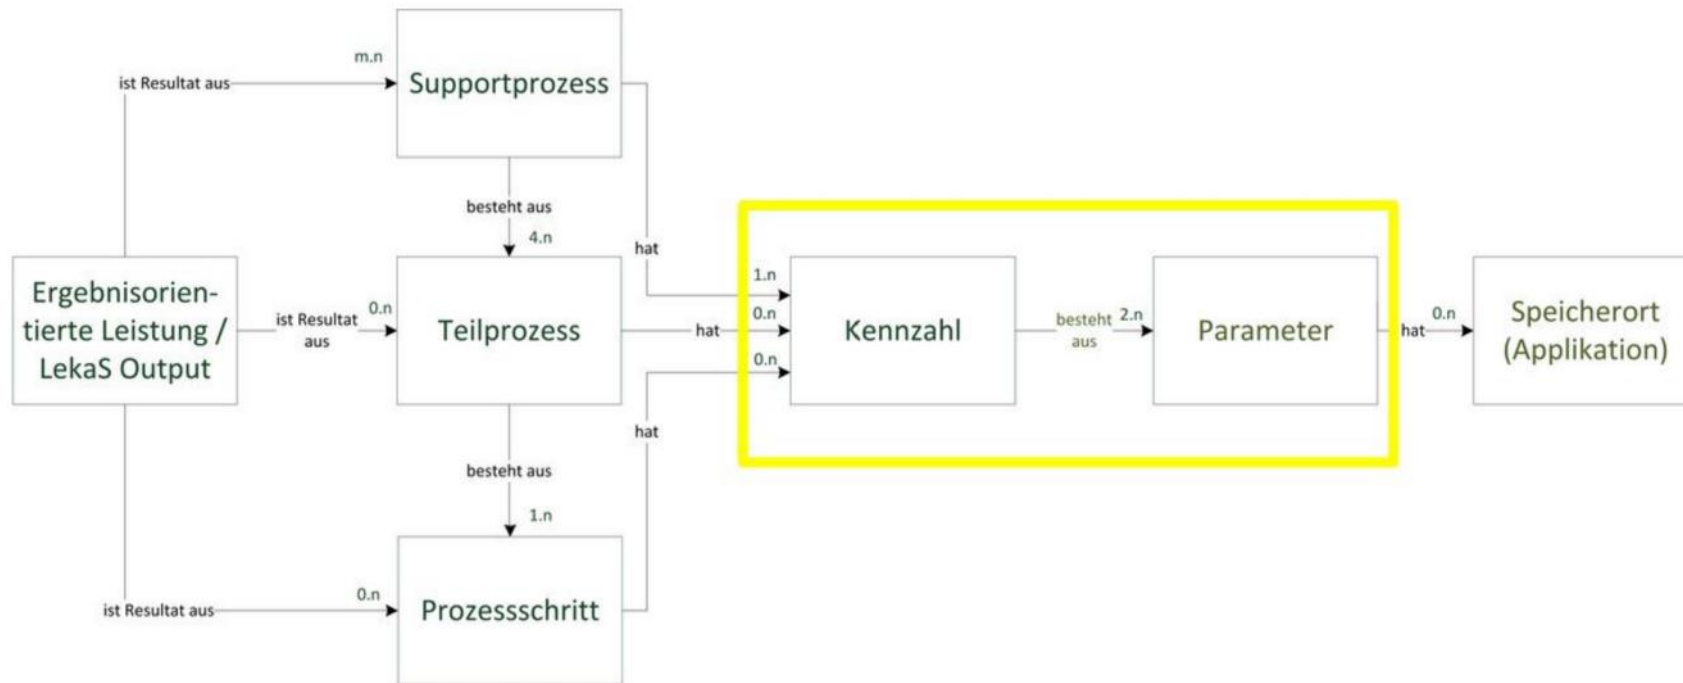 m.n
ist Resultat aus
Supportprozess
besteht aus
4.n
hat
Ergebnisorien-
tierte Leistung /
LekaS Output
ist Resultat
aus
0.n
Teilprozess
hat
1.n
0.n
0.n
Kennzahl
besteht
aus
2.n
Parameter
hat
0.n
Speicherort
(Applikation)
hat
besteht aus
1.n
ist Resultat aus
0.n
Prozessschritt